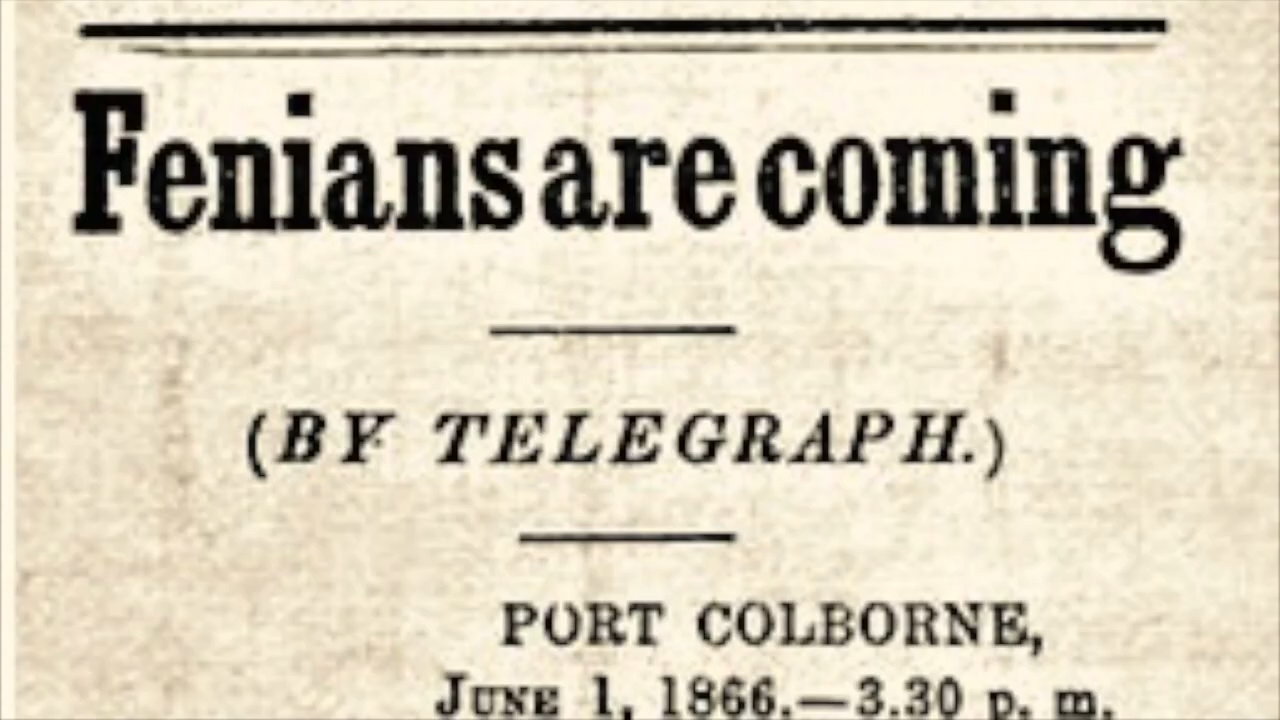 Fenians are coming
(BY TELEGRAPH.)
PORT COLBORNE,
JUNE 1, 1866.—3.30 p. m.